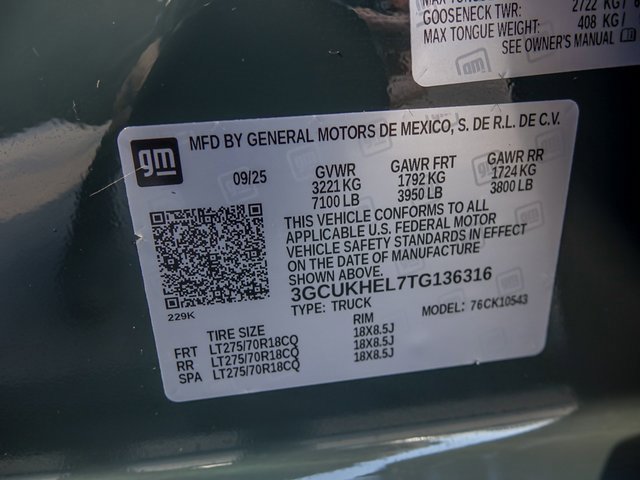 GOOSENECK TWR: 2722 KG/
MAX TONGUE WEIGHT: 408 KG/
SEE OWNER'S MANUAL
gm
gm
MFD BY GENERAL MOTORS DE MEXICO, S. DE R.L. DE C.V.
09/25
GVWR
3221 KG
7100 LB
GAWR FRT
1792 KG
3950 LB
GAWR RR
1724 KG
3800 LB
THIS VEHICLE CONFORMS TO ALL
APPLICABLE U.S. FEDERAL MOTOR
VEHICLE SAFETY STANDARDS IN EFFECT
ON THE DATE OF MANUFACTURE
SHOWN ABOVE.
3GCUKHEL7TG136316
TYPE: TRUCK
MODEL: 76CK10543
229K
TIRE SIZE
RIM
FRT LT275/70R18CQ 18X8.5J
RR LT275/70R18CQ 18X8.5J
SPA LT275/70R18CQ 18X8.5J